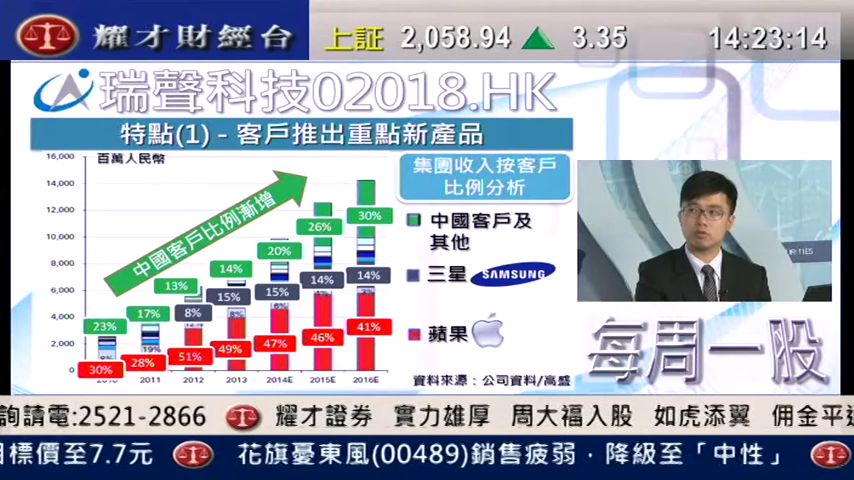 耀才財經台
上証 2,058.94 3.35 14:23:14
瑞聲科技02018.HK
特點(1) – 客戶推出重點新產品
百萬人民幣
集團收入按客戶
比例分析
16,000
14,000
12,000
10,000
8,000
6,000
4,000
2,000
0
中國客戶比例漸增
23% 17% 13% 14% 20% 26% 30%
8% 15% 15% 14% 14%
30% 28% 51% 49% 47% 46% 41%
19%
2011 2012 2013 2014E 2015E 2016E
中國客戶及
其他
三星 SAMSUNG
蘋果
資料來源：公司資料/高盛
每周一股
詢請電:2521-2866 耀才證券 實力雄厚 周大福入股 如虎添翼 佣金平
目標價至7.7元 花旗憂東風(00489)銷售疲弱，降級至「中性」